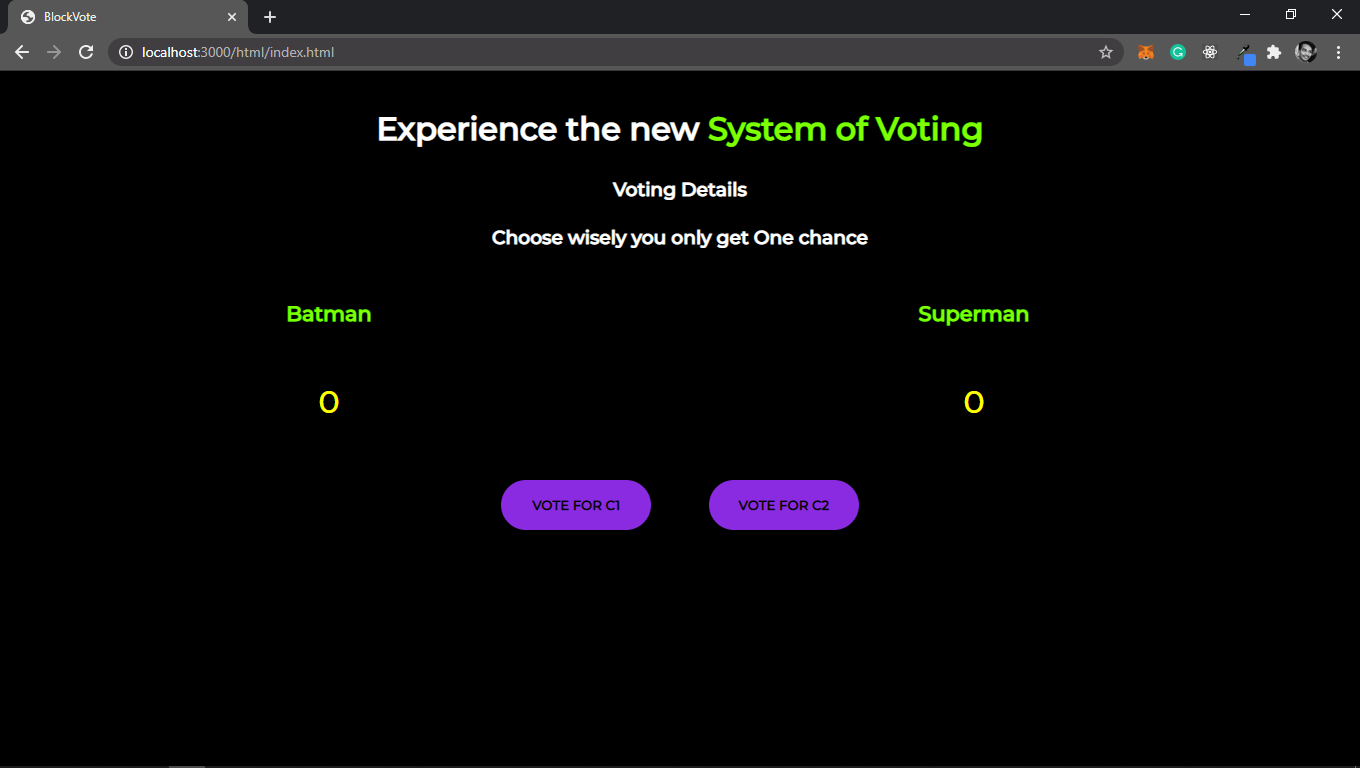 BlockVote
localhost:3000/html/index.html
Experience the new System of Voting
Voting Details
Choose wisely you only get One chance
Batman Superman
0 0
VOTE FOR C1 VOTE FOR C2